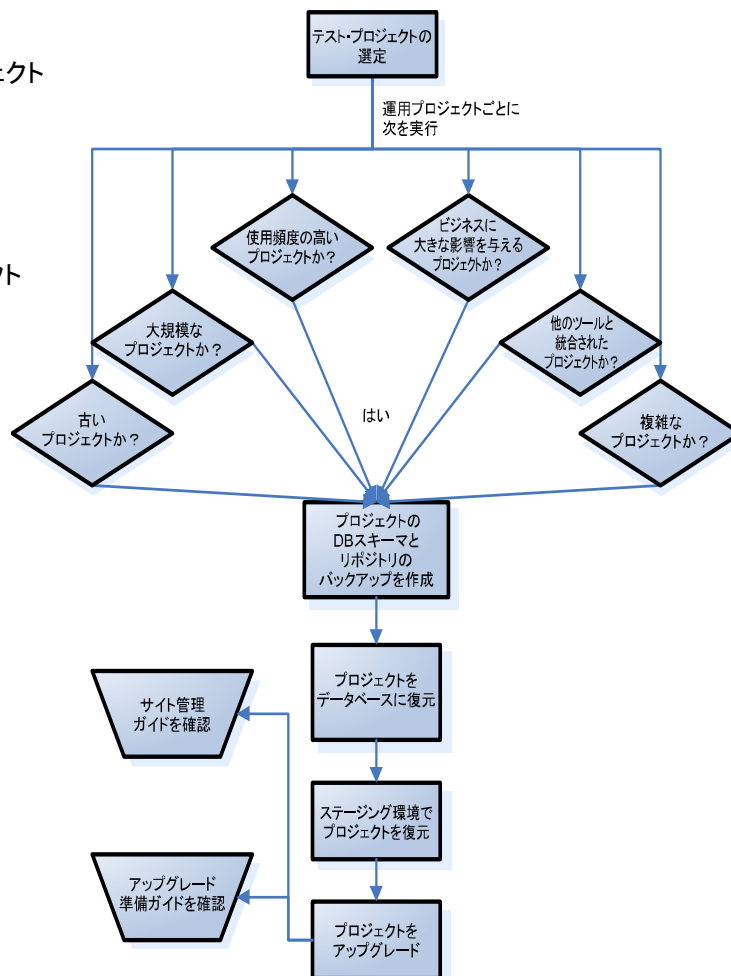 テスト・プロジェクトの
選定
ェクト
運用プロジェクトごとに
次を実行
使用頻度の高い
プロジェクトか？
ビジネスに
大きな影響を与える
プロジェクトか？
クト
大規模な
プロジェクトか？
他のツールと
統合された
プロジェクトか？
古い
プロジェクトか？
はい
複雑な
プロジェクトか？
プロジェクトの
DBスキーマと
リポジトリの
バックアップを作成
プロジェクトを
データベースに復元
サイト管理
ガイドを確認
ステージング環境で
プロジェクトを復元
アップグレード
準備ガイドを確認
プロジェクトを
アップグレード